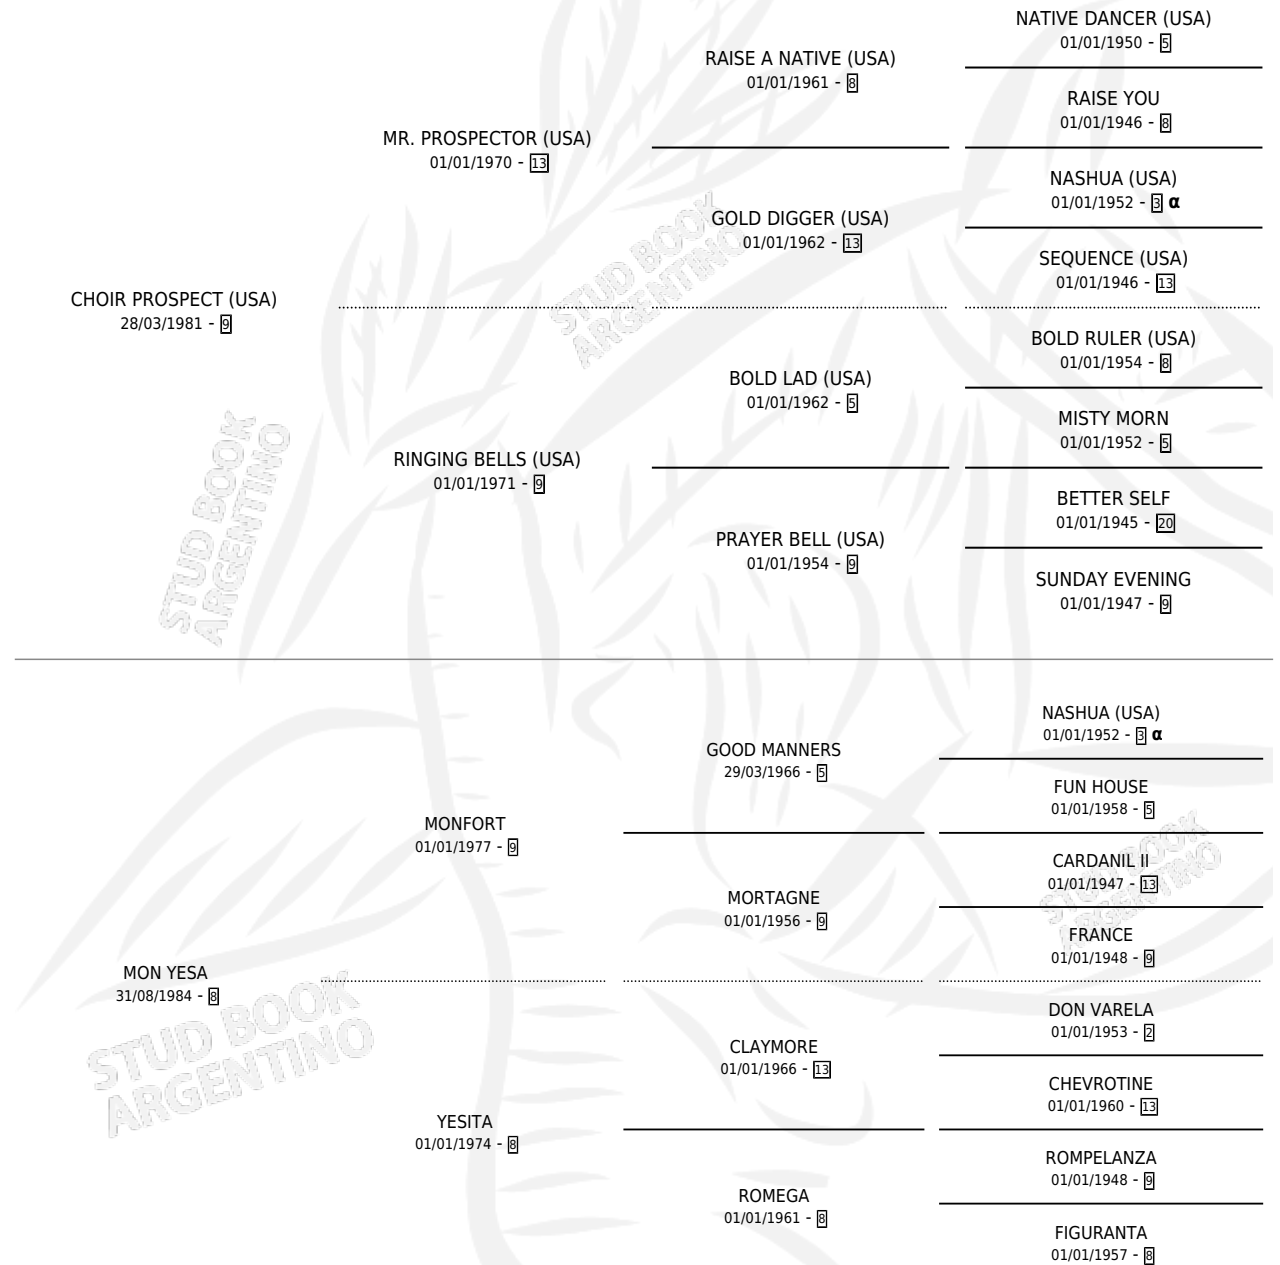 NATIVE DANCER (USA)
01/01/1950 - 5
RAISE A NATIVE (USA)
01/01/1961 - 8
RAISE YOU
01/01/1946 - 8
MR. PROSPECTOR (USA)
01/01/1970 - 13
NASHUA (USA)
01/01/1952 - 3 α
GOLD DIGGER (USA)
01/01/1962 - 13
SEQUENCE (USA)
01/01/1946 - 13
CHOIR PROSPECT (USA)
28/03/1981 - 9
BOLD RULER (USA)
01/01/1954 - 8
BOLD LAD (USA)
01/01/1962 - 5
MISTY MORN
01/01/1952 - 5
RINGING BELLS (USA)
01/01/1971 - 9
BETTER SELF
01/01/1945 - 20
PRAYER BELL (USA)
01/01/1954 - 9
SUNDAY EVENING
01/01/1947 - 9
NASHUA (USA)
01/01/1952 - 3 α
GOOD MANNERS
29/03/1966 - 5
FUN HOUSE
01/01/1958 - 5
MONFORT
01/01/1977 - 9
CARDANIL II
01/01/1947 - 13
MORTAGNE
01/01/1956 - 9
FRANCE
01/01/1948 - 9
MON YESA
31/08/1984 - 8
DON VARELA
01/01/1953 - 2
CLAYMORE
01/01/1966 - 13
CHEVROTINE
01/01/1960 - 13
YESITA
01/01/1974 - 8
ROMPELANZA
01/01/1948 - 9
ROMEGA
01/01/1961 - 8
FIGURANTA
01/01/1957 - 8
STUD BOOK
ARGENTINO
STUD BOOK
ARGENTINO
STUD BOOK
ARGENTINO
STUD BOOK
ARGENTINO